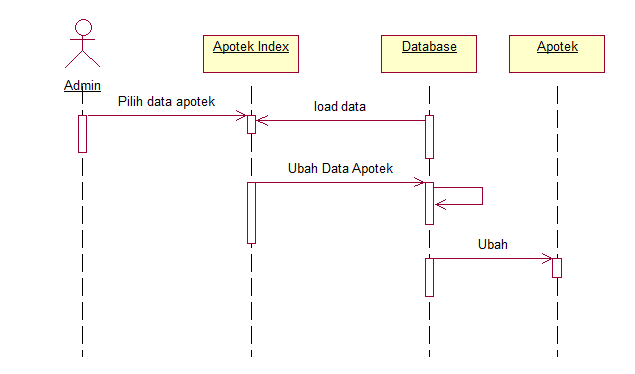 Admin
Apotek Index
Database
Apotek
Pilih data apotek
load data
Ubah Data Apotek
Ubah